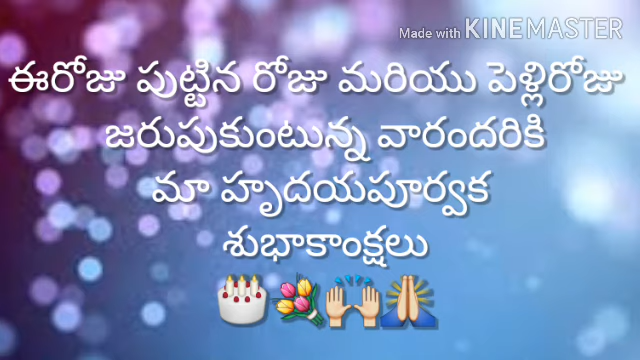 Made with KINEMASTER
ఈరోజు పుట్టిన రోజు మరియు పెళ్లిరోజు
జరుపుకుంటున్న వారందరికి
మా హృదయపూర్వక
శుభాకాంక్షలు
🎂💐🙌🙏